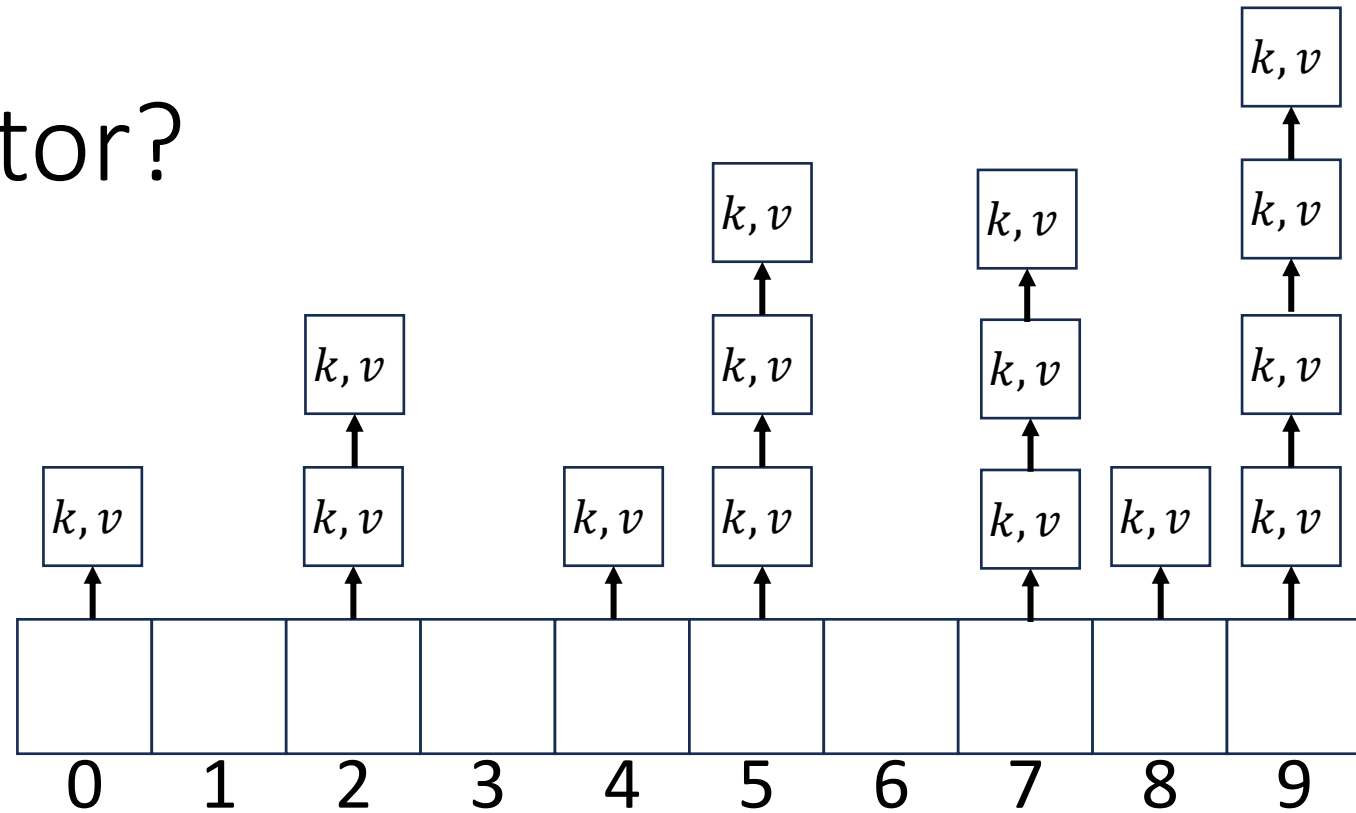 tor?
k, v
k, v k, v k, v
k, v k, v k, v k, v
k, v k, v k, v k, v k, v k, v k, v
0 1 2 3 4 5 6 7 8 9